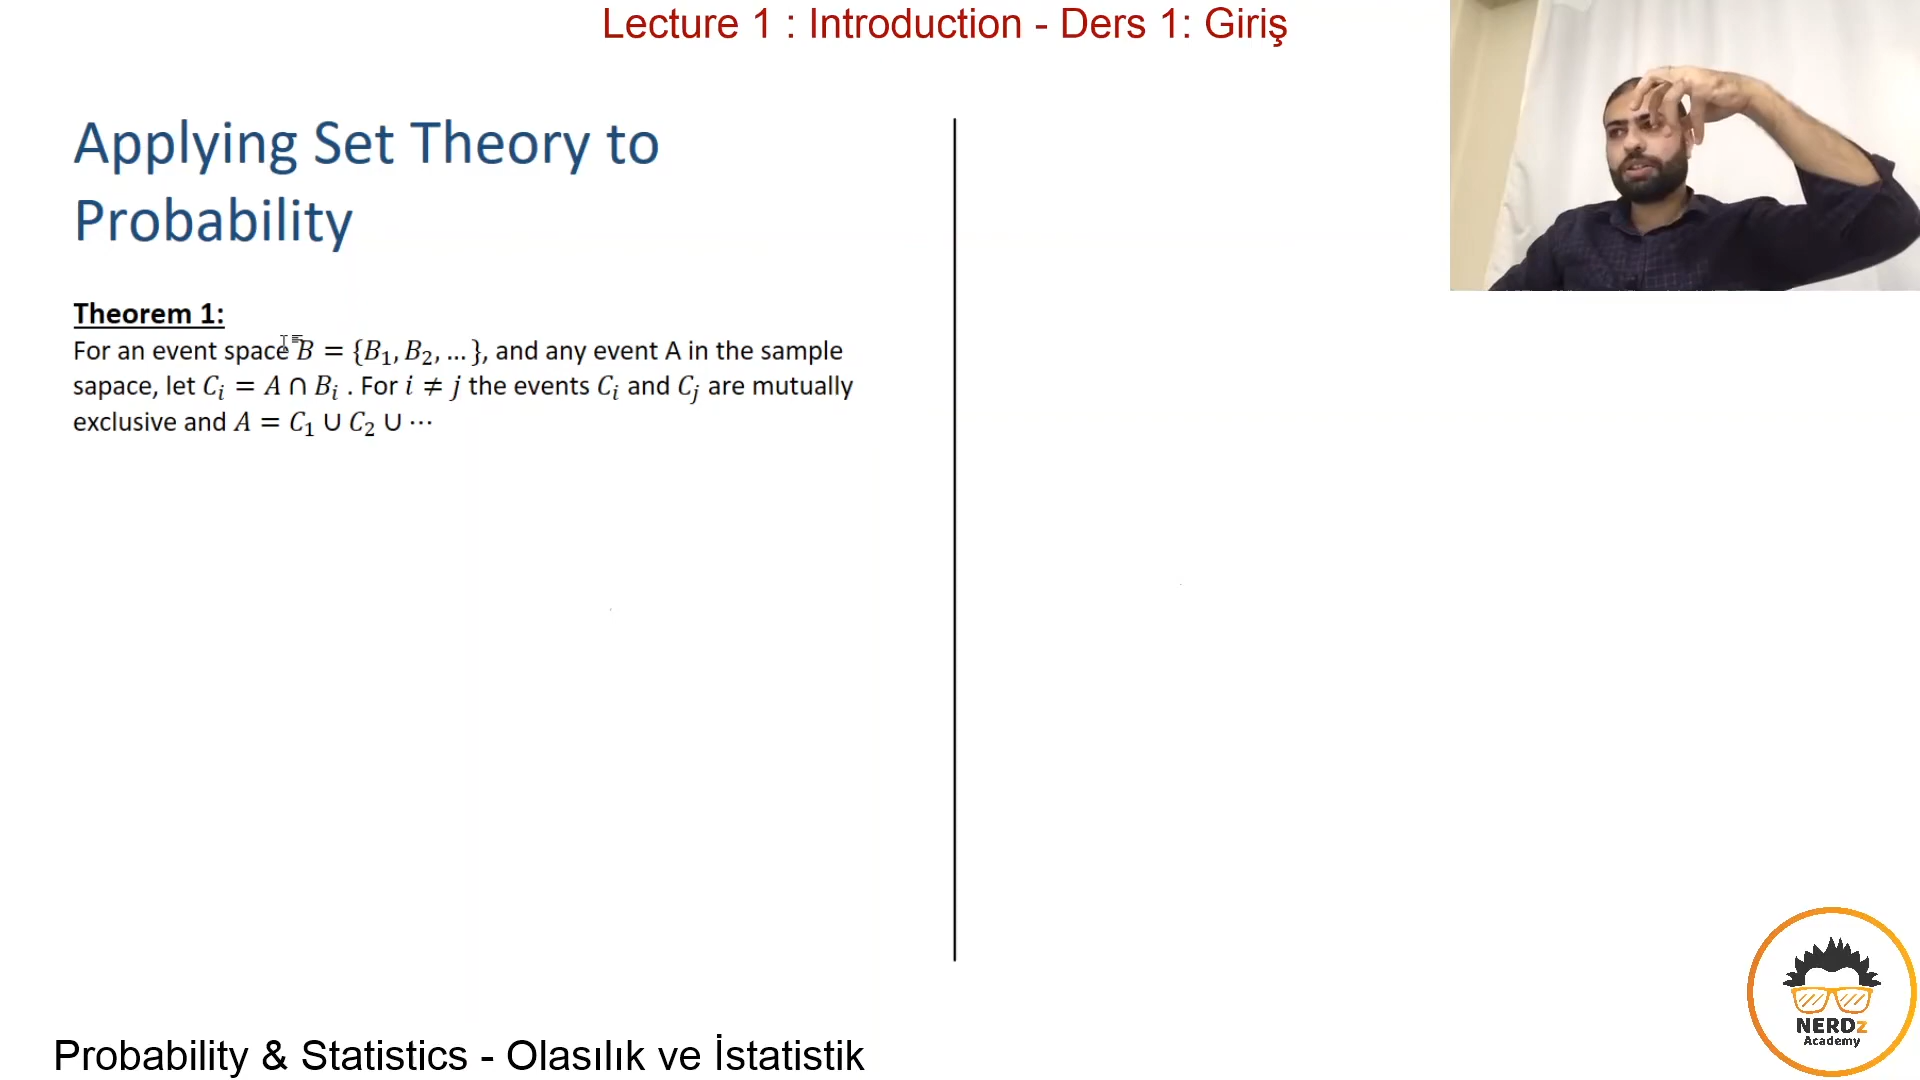 Lecture 1 : Introduction - Ders 1: Giriş
Applying Set Theory to
Probability
Theorem 1:
For an event space B = {B₁, B₂, … }, and any event A in the sample
sapace, let Cᵢ = A ∩ Bᵢ . For i ≠ j the events Cᵢ and Cⱼ are mutually
exclusive and A = C₁ ∪ C₂ ∪ ⋯
NERDz
Academy
Probability & Statistics - Olasılık ve İstatistik